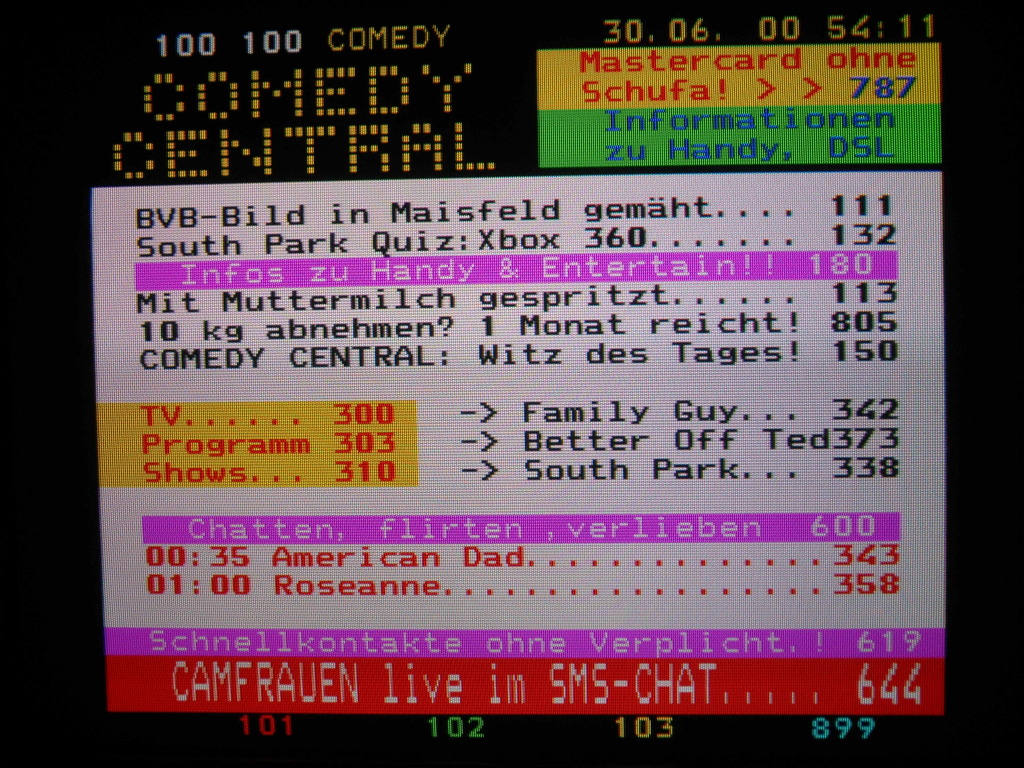 100 100 COMEDY 30.06. 00 54:11
COMEDY
CENTRAL
Mastercard ohne
Schufa! > > 787
Informationen
zu Handy, DSL
BVB-Bild in Maisfeld gemäht.... 111
South Park Quiz:Xbox 360....... 132
Infos zu Handy & Entertain!! 180
Mit Muttermilch gespritzt...... 113
10 kg abnehmen? 1 Monat reicht! 805
COMEDY CENTRAL: Witz des Tages! 150
TV...... 300 -> Family Guy... 342
Programm 303 -> Better Off Ted373
Shows... 310 -> South Park... 338
Chatten, flirten ,verlieben 600
00:35 American Dad..............343
01:00 Roseanne..................358
Schnellkontakte ohne Verplicht.! 619
CAMFRAUEN live im SMS-CHAT..... 644
101 102 103 899